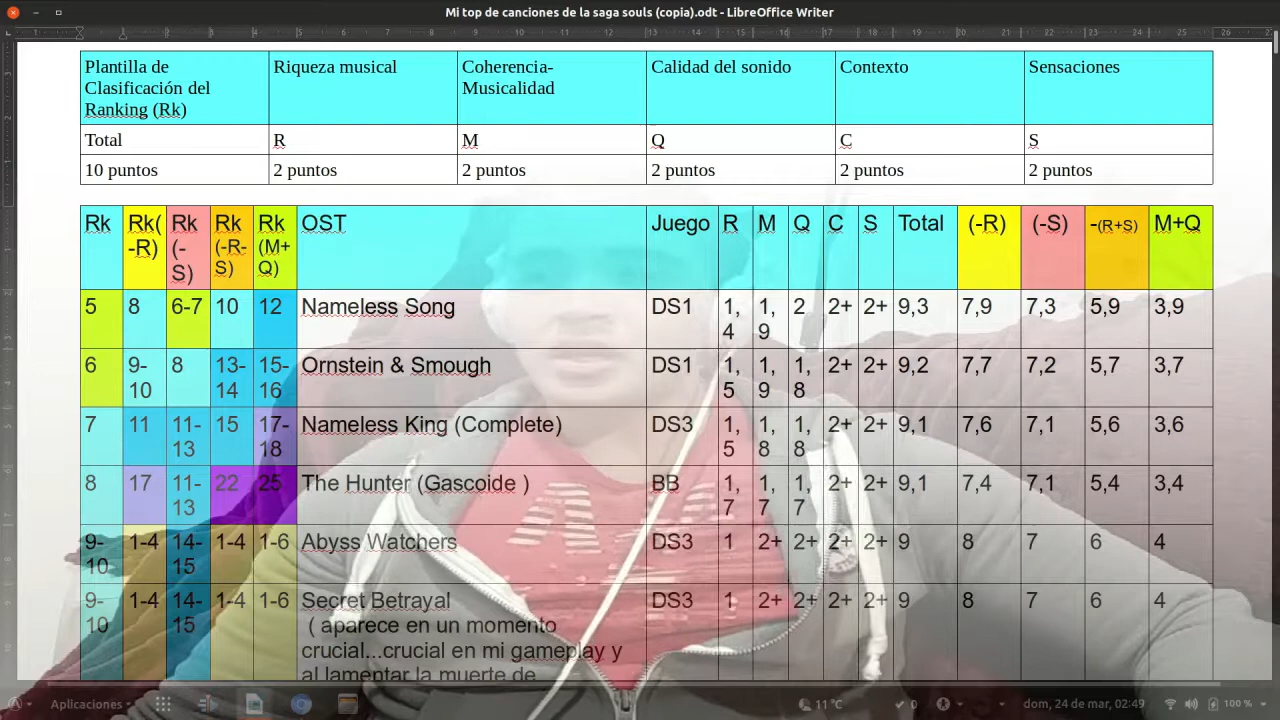 Mi top de canciones de la saga souls (copia).odt - LibreOffice Writer
Plantilla de Clasificación del Ranking (Rk) Riqueza musical Coherencia-Musicalidad Calidad del sonido Contexto Sensaciones
Total R M Q C S
10 puntos 2 puntos 2 puntos 2 puntos 2 puntos 2 puntos
Rk Rk(-R) Rk (-S) Rk (-R-S) Rk (M+Q) OST Juego R M Q C S Total (-R) (-S) -(R+S) M+Q
5 8 6-7 10 12 Nameless Song DS1 1,4 1,9 2 2+ 2+ 9,3 7,9 7,3 5,9 3,9
6 9-10 8 13-14 15-16 Ornstein & Smough DS1 1,5 1,9 1,8 2+ 2+ 9,2 7,7 7,2 5,7 3,7
7 11 11-13 15 17-18 Nameless King (Complete) DS3 1,5 1,8 1,8 2+ 2+ 9,1 7,6 7,1 5,6 3,6
8 17 11-13 22 25 The Hunter (Gascoide ) BB 1,7 1,7 1,7 2+ 2+ 9,1 7,4 7,1 5,4 3,4
9-10 1-4 14-15 1-4 1-6 Abyss Watchers DS3 1 2+ 2+ 2+ 2+ 9 8 7 6 4
9-10 1-4 14-15 1-4 1-6 Secret Betrayal DS3 1 2+ 2+ 2+ 2+ 9 8 7 6 4
( aparece en un momento
crucial...crucial en mi gameplay y
al lamentar la muerte de
Aplicaciones 11 °C 0 dom, 24 de mar, 02:49 100 %